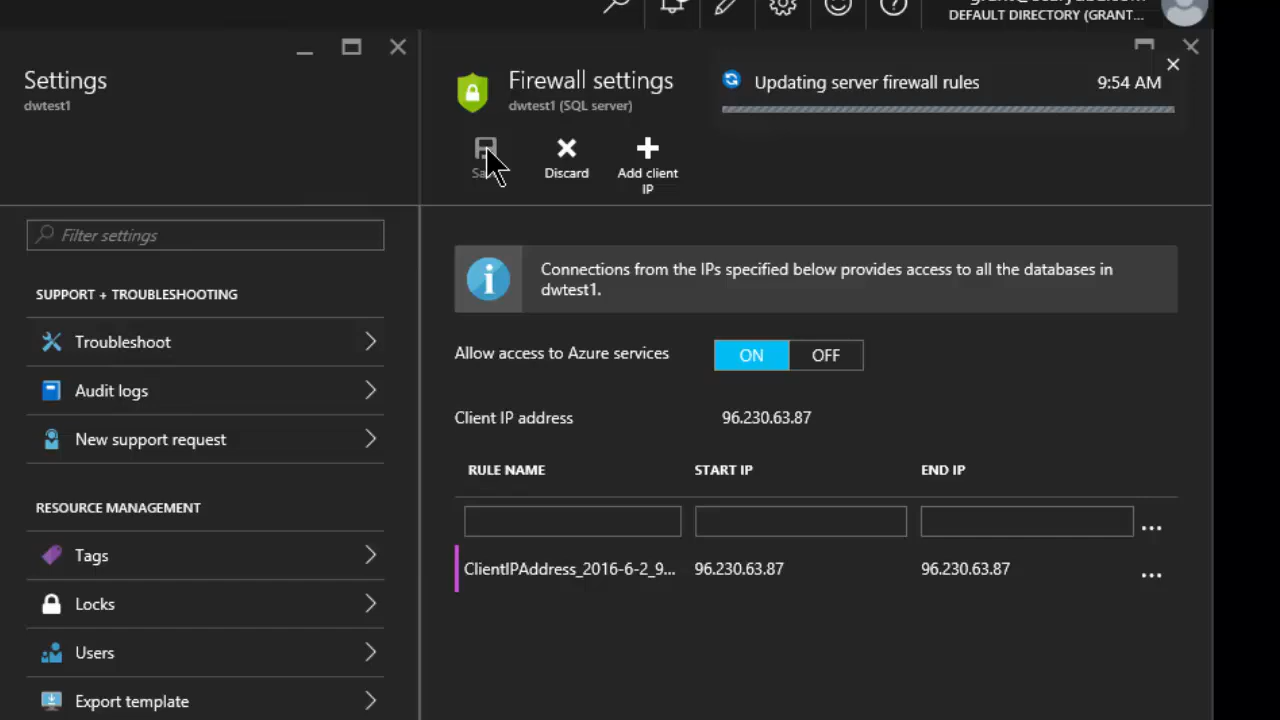 DEFAULT DIRECTORY (GRANT...
Settings
dwtest1
Firewall settings
dwtest1 (SQL server)
Updating server firewall rules
9:54 AM
Discard
Add client
IP
Filter settings
SUPPORT + TROUBLESHOOTING
Troubleshoot
Audit logs
New support request
RESOURCE MANAGEMENT
Tags
Locks
Users
Export template
Connections from the IPs specified below provides access to all the databases in
dwtest1.
Allow access to Azure services
ON
OFF
Client IP address
96.230.63.87
RULE NAME
START IP
END IP
...
ClientIPAddress_2016-6-2_9...
96.230.63.87
96.230.63.87
...